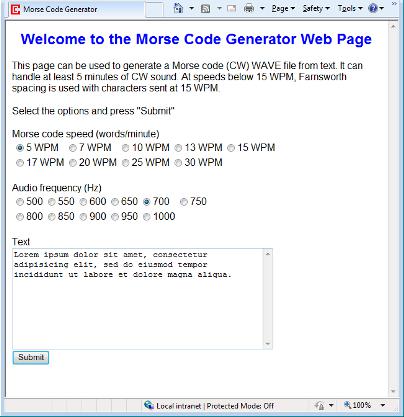 Morse Code Generator
Page Safety Tools
Welcome to the Morse Code Generator Web Page
This page can be used to generate a Morse code (CW) WAVE file from text. It can
handle at least 5 minutes of CW sound. At speeds below 15 WPM, Farnsworth
spacing is used with characters sent at 15 WPM.
Select the options and press "Submit"
Morse code speed (words/minute)
5 WPM 7 WPM 10 WPM 13 WPM 15 WPM
17 WPM 20 WPM 25 WPM 30 WPM
Audio frequency (Hz)
500 550 600 650 700 750
800 850 900 950 1000
Text
Lorem ipsum dolor sit amet, consectetur
adipisicing elit, sed do eiusmod tempor
incididunt ut labore et dolore magna aliqua.
Submit
Local intranet | Protected Mode: Off 100%